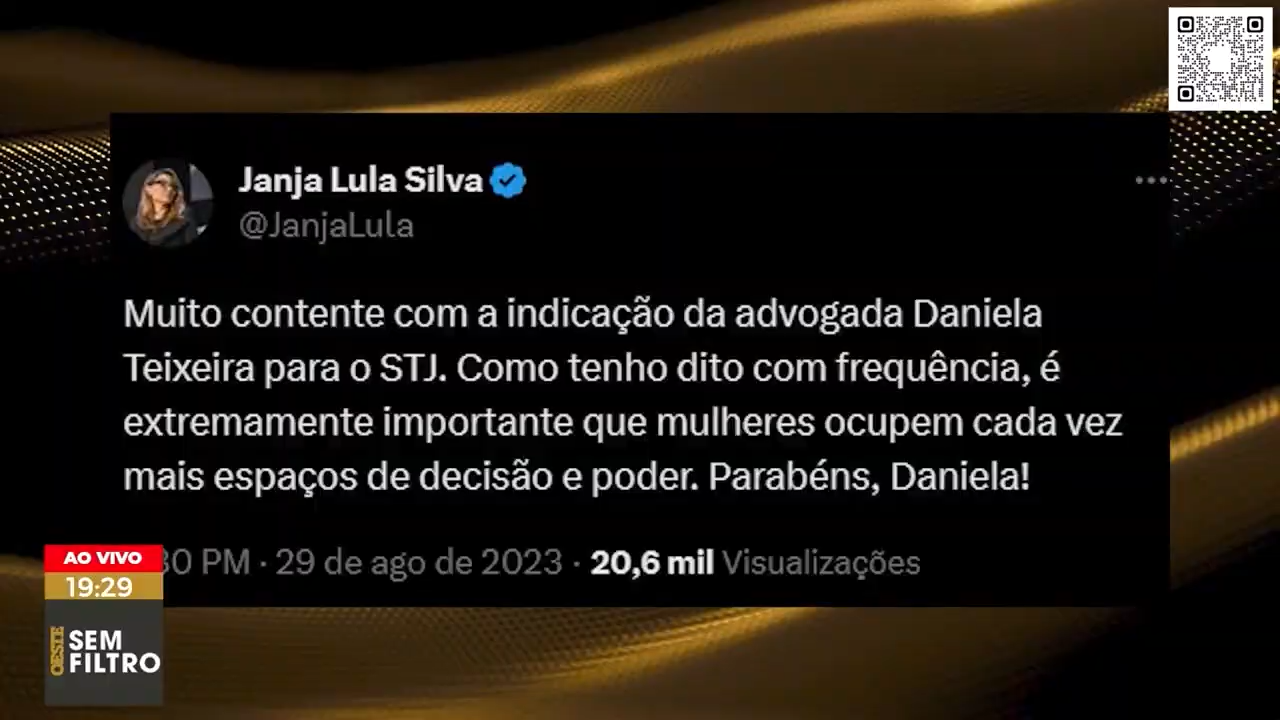 Janja Lula Silva
@JanjaLula
Muito contente com a indicação da advogada Daniela
Teixeira para o STJ. Como tenho dito com frequência, é
extremamente importante que mulheres ocupem cada vez
mais espaços de decisão e poder. Parabéns, Daniela!
30 PM · 29 de ago de 2023 · 20,6 mil Visualizações
AO VIVO
19:29
OESTE
SEM
FILTRO